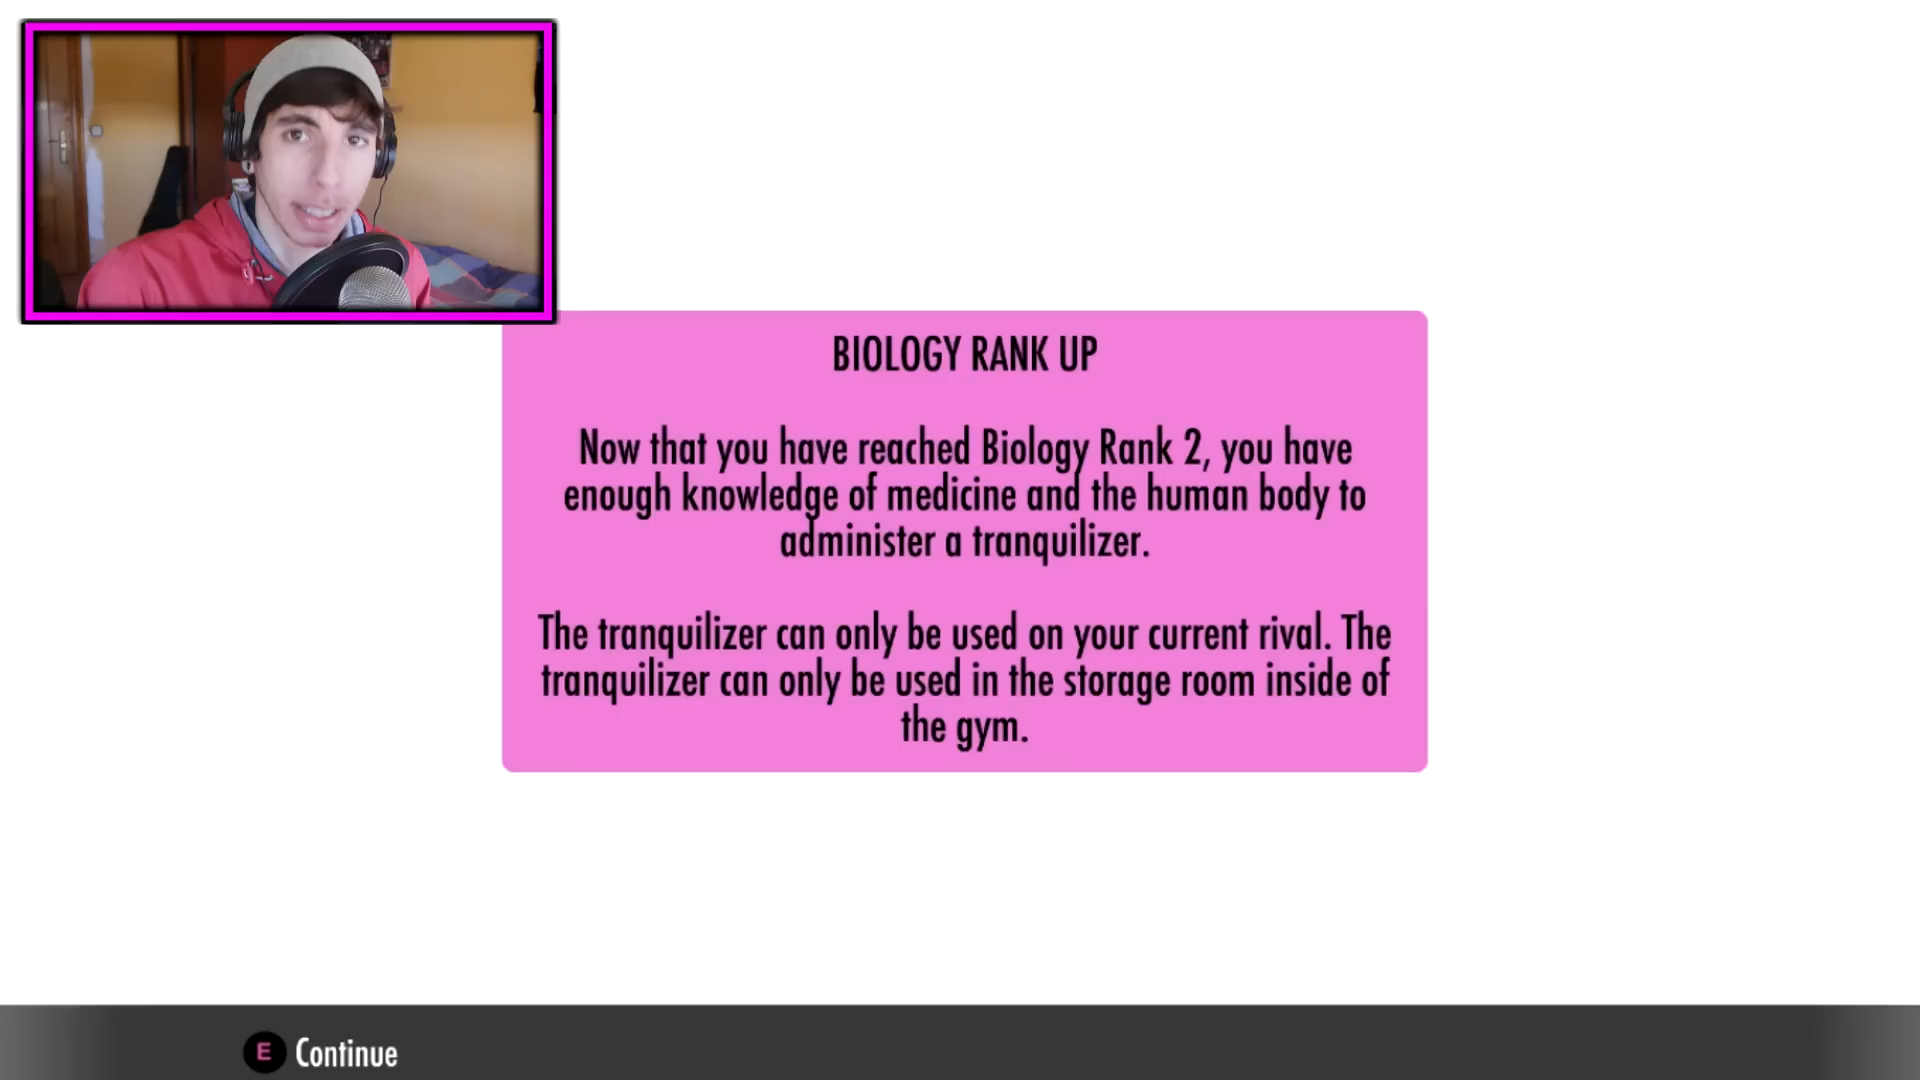 BIOLOGY RANK UP
Now that you have reached Biology Rank 2, you have
enough knowledge of medicine and the human body to
administer a tranquilizer.
The tranquilizer can only be used on your current rival. The
tranquilizer can only be used in the storage room inside of
the gym.
E Continue